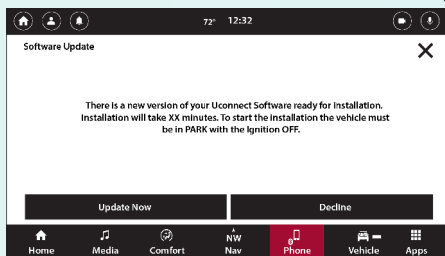 72° 12:32
Software Update
There is a new version of your Uconnect Software ready for installation.
Installation will take XX minutes. To start the installation the vehicle must
be in PARK with the Ignition OFF.
Update Now Decline
NW
Home Media Comfort Nav Phone Vehicle Apps